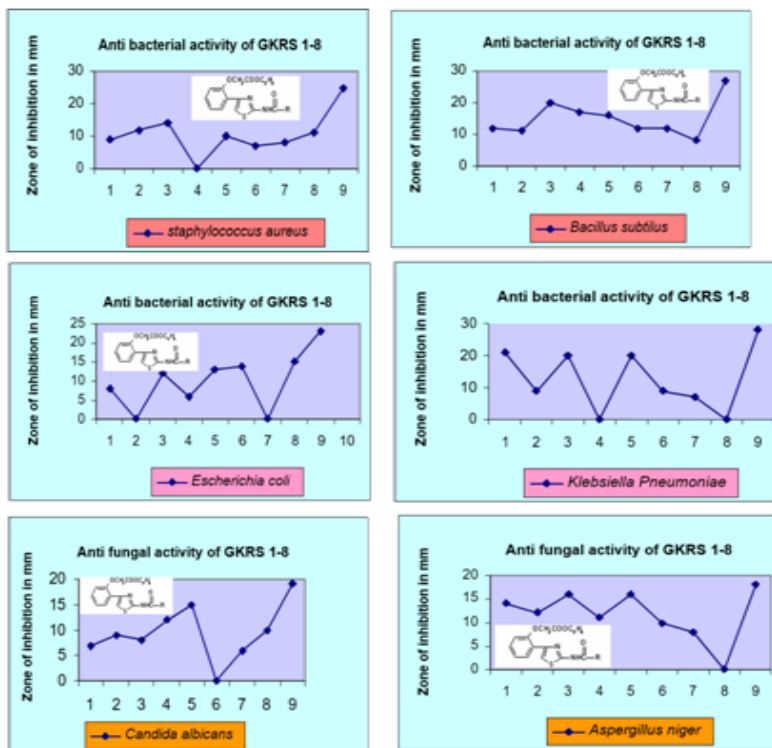 Anti bacterial activity of GKRS 1-8
Zone of inhibition in mm
30
20
10
0
N
S
NH
O
R
1 2 3 4 5 6 7 8 9
staphylococcus aureus
Anti bacterial activity of GKRS 1-8
Zone of inhibition in mm
30
20
10
0
N
S
NH
O
R
1 2 3 4 5 6 7 8 9
Bacillus subtilus
Anti bacterial activity of GKRS 1-8
Zone of inhibition in mm
25
20
15
10
5
0
N
S
NH
O
R
1 2 3 4 5 6 7 8 9 10
Escherichia coli
Anti bacterial activity of GKRS 1-8
Zone of inhibition in mm
30
20
10
0
1 2 3 4 5 6 7 8 9
Klebsiella Pneumoniae
Anti fungal activity of GKRS 1-8
Zone of inhibition in mm
20
15
10
5
0
N
S
NH
O
R
1 2 3 4 5 6 7 8 9
Candida albicans
Anti fungal activity of GKRS 1-8
Zone of inhibition in mm
20
15
10
5
0
N
S
NH
O
R
1 2 3 4 5 6 7 8 9
Aspergillus niger